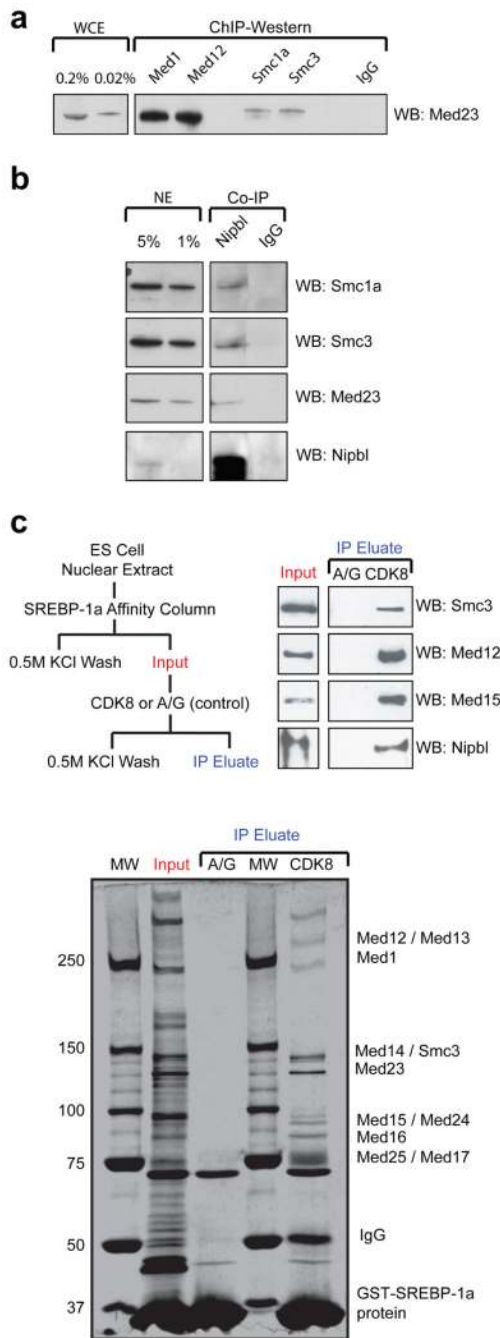 a
WCE ChIP-Western
0.2% 0.02% Med1 Med12 Smc1a Smc3 IgG
WB: Med23
b
NE Co-IP
5% 1% Nipbl IgG
WB: Smc1a
WB: Smc3
WB: Med23
WB: Nipbl
c
ES Cell
Nuclear Extract
SREBP-1a Affinity Column
0.5M KCl Wash Input
CDK8 or A/G (control)
0.5M KCl Wash IP Eluate
IP Eluate
Input A/G CDK8
WB: Smc3
WB: Med12
WB: Med15
WB: Nipbl
IP Eluate
MW Input A/G MW CDK8
Med12 / Med13
250 Med1
150 Med14 / Smc3
Med23
100 Med15 / Med24
Med16
75 Med25 / Med17
50 IgG
GST-SREBP-1a
37 protein